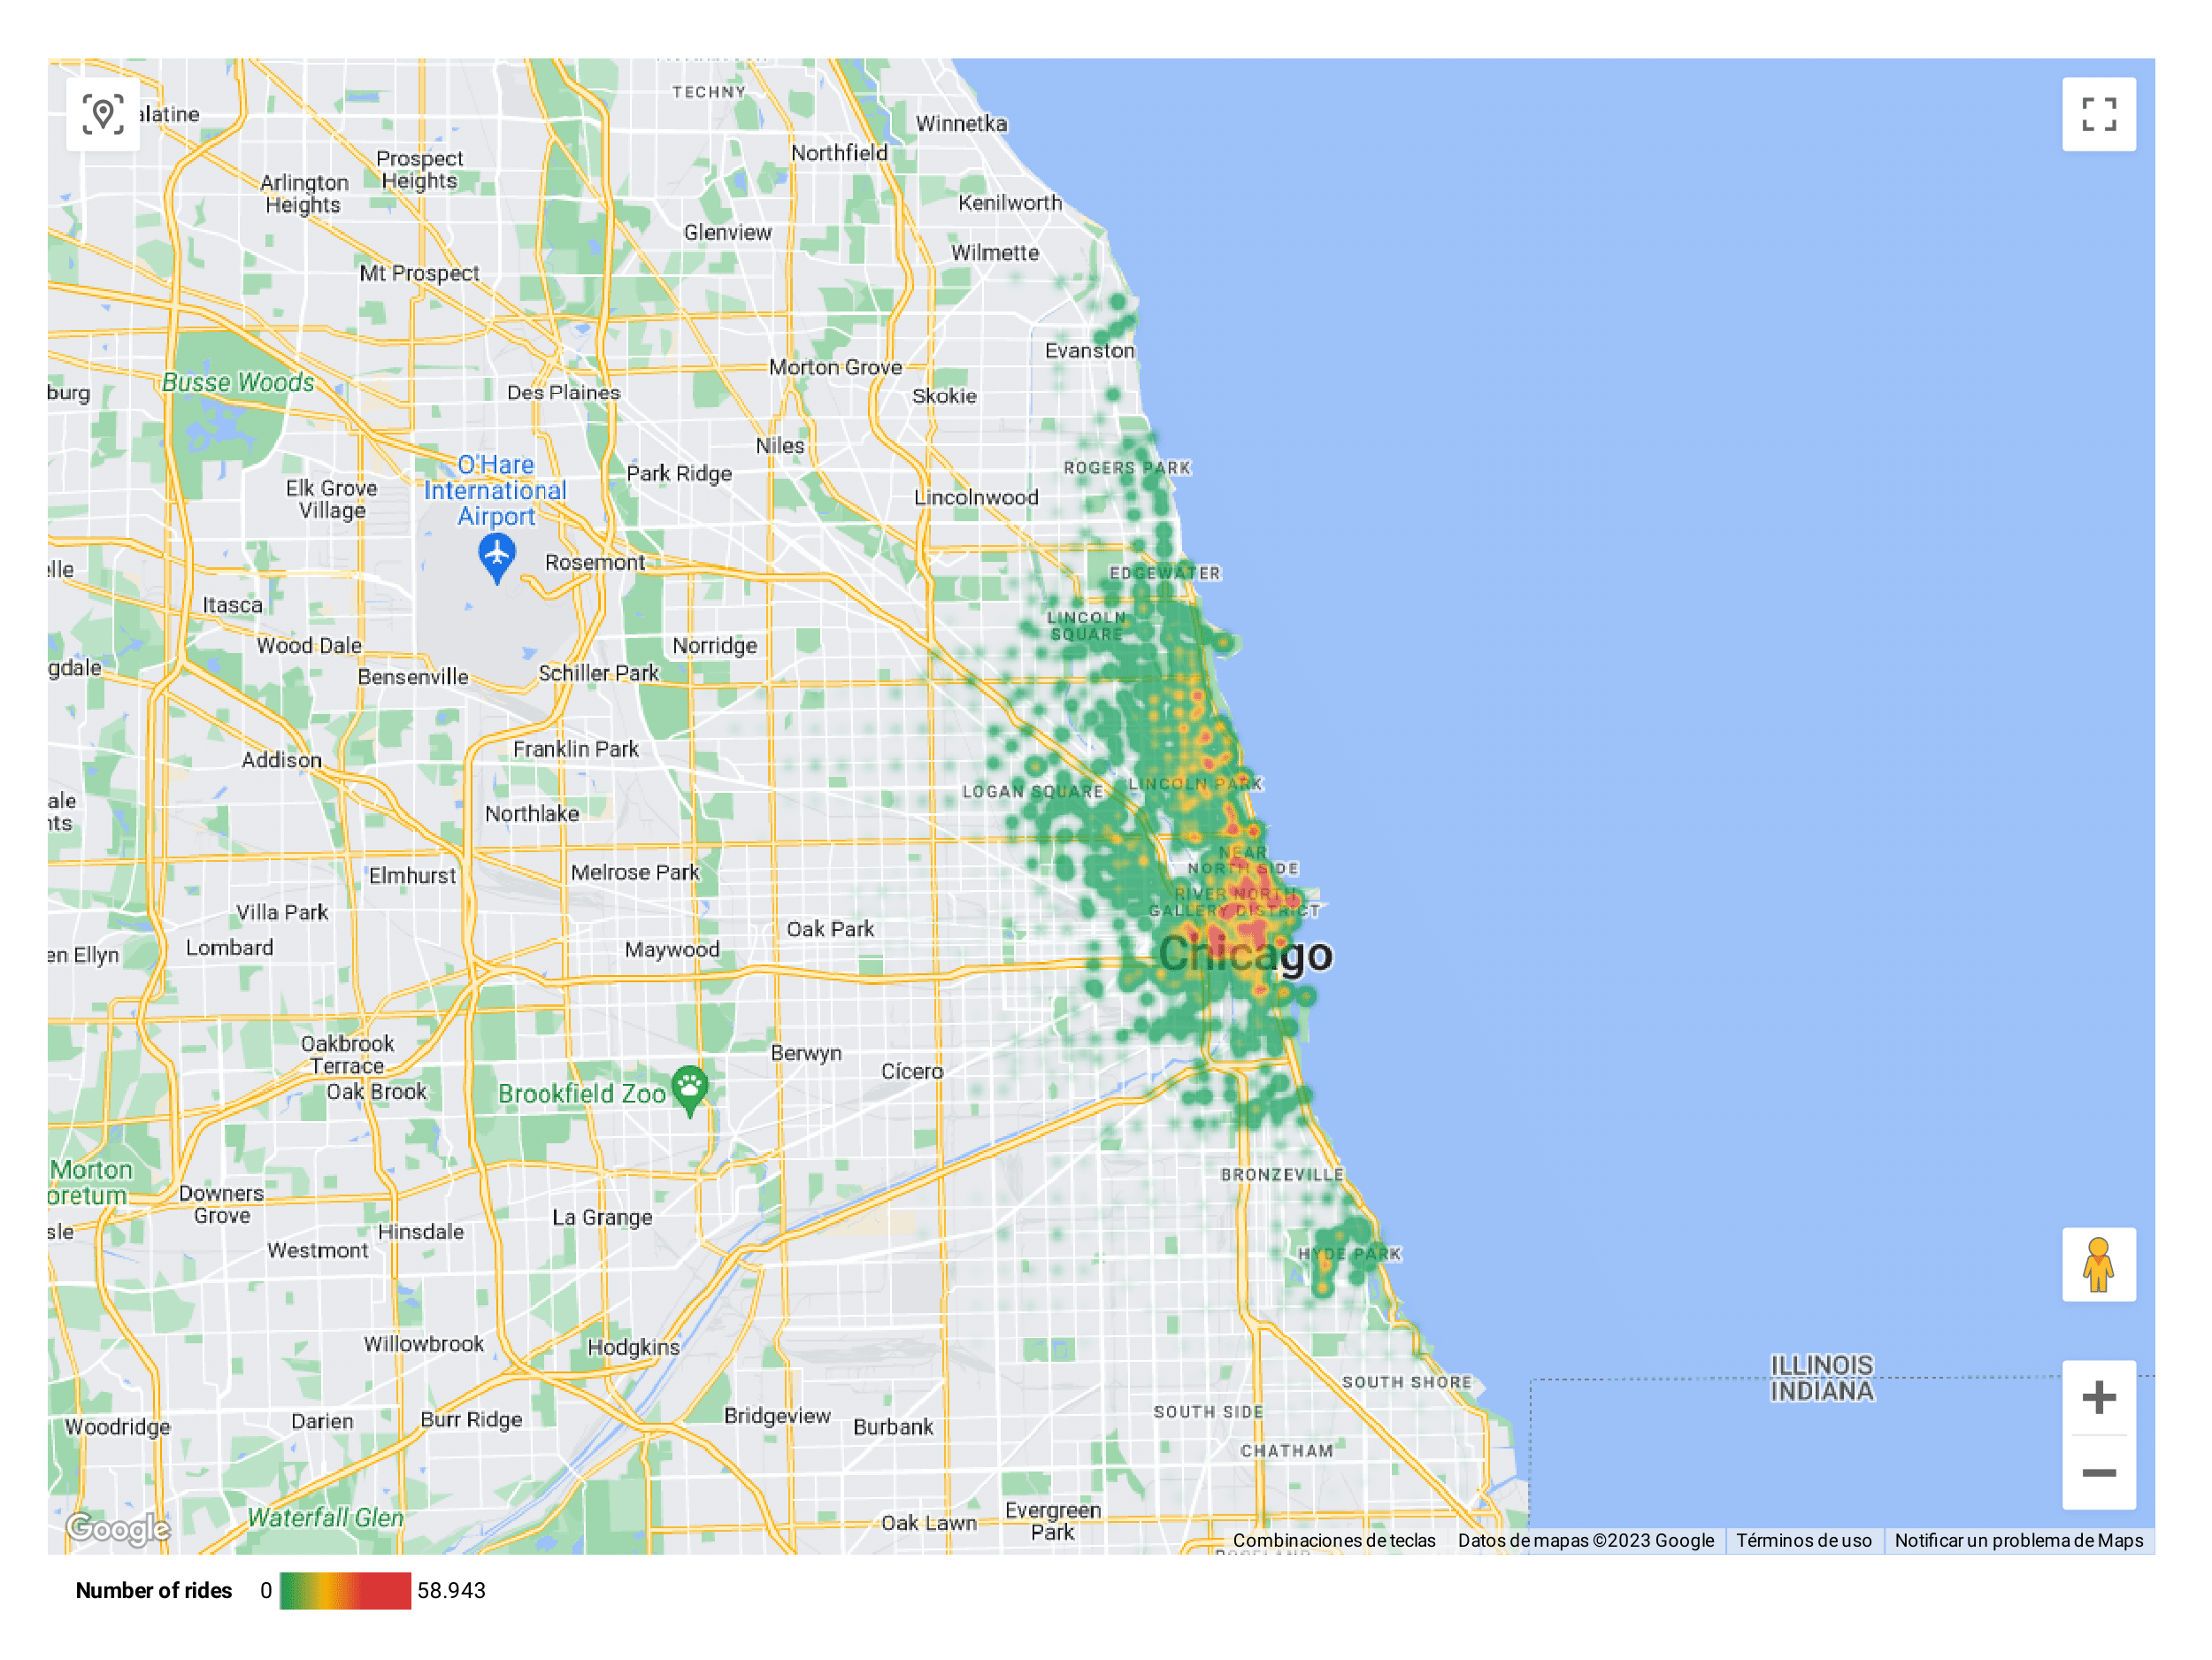 TECHNY
alatine
Winnetka
Prospect
Heights
Northfield
Arlington
Heights
Kenilworth
Glenview
Wilmette
Mt Prospect
Evanston
Morton Grove
Busse Woods
burg
Des Plaines
Skokie
Niles
O'Hare
International
Airport
Park Ridge
ROGERS PARK
Elk Grove
Village
Lincolnwood
Rosemont
elle
EDGEWATER
Itasca
LINCOLN
SQUARE
Wood Dale
Norridge
gdale
Bensenville
Schiller Park
Franklin Park
Addison
LINCOLN PARK
LOGAN SQUARE
ale
nts
Northlake
NEAR
NORTH SIDE
Elmhurst
Melrose Park
RIVER NORTH
GALLERY DISTRICT
Villa Park
Oak Park
en Ellyn
Lombard
Maywood
Chicago
Oakbrook
Terrace
Berwyn
Cicero
Oak Brook
Brookfield Zoo
Morton
oretum
BRONZEVILLE
Downers
Grove
La Grange
sle
Hinsdale
Westmont
HYDE PARK
Willowbrook
Hodgkins
ILLINOIS
INDIANA
SOUTH SHORE
Woodridge
Darien
Burr Ridge
Bridgeview
Burbank
SOUTH SIDE
CHATHAM
Waterfall Glen
Evergreen
Park
Oak Lawn
Google
Combinaciones de teclas
Datos de mapas ©2023 Google
Términos de uso
Notificar un problema de Maps
Number of rides 0 58.943